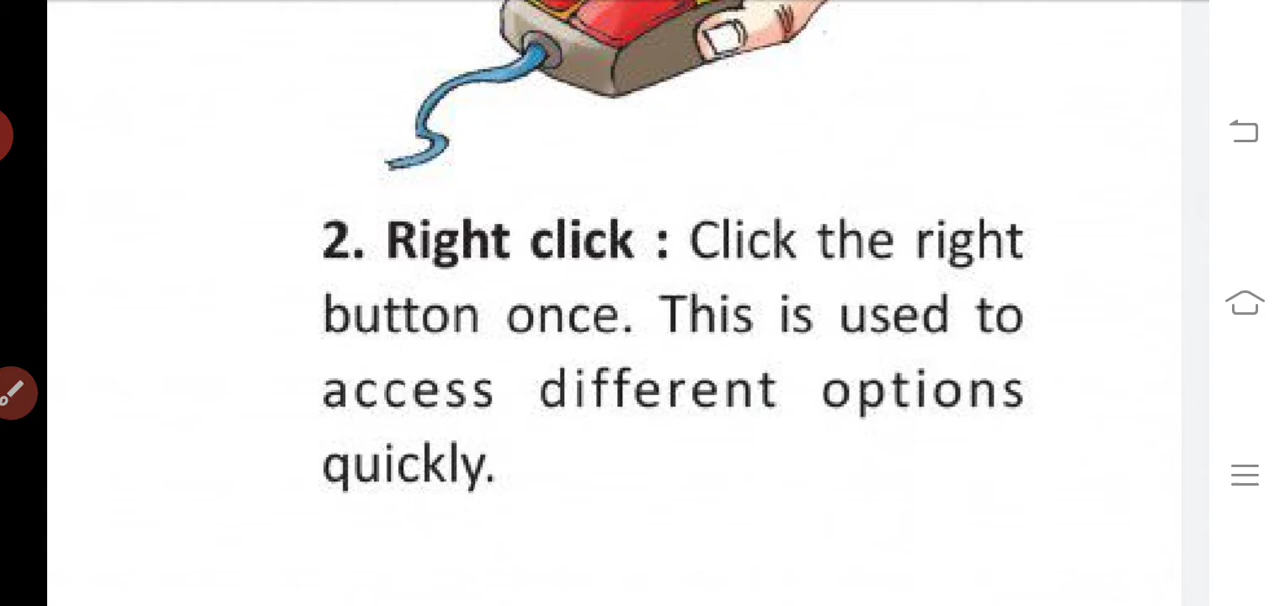 2. Right click : Click the right
button once. This is used to
access different options
quickly.